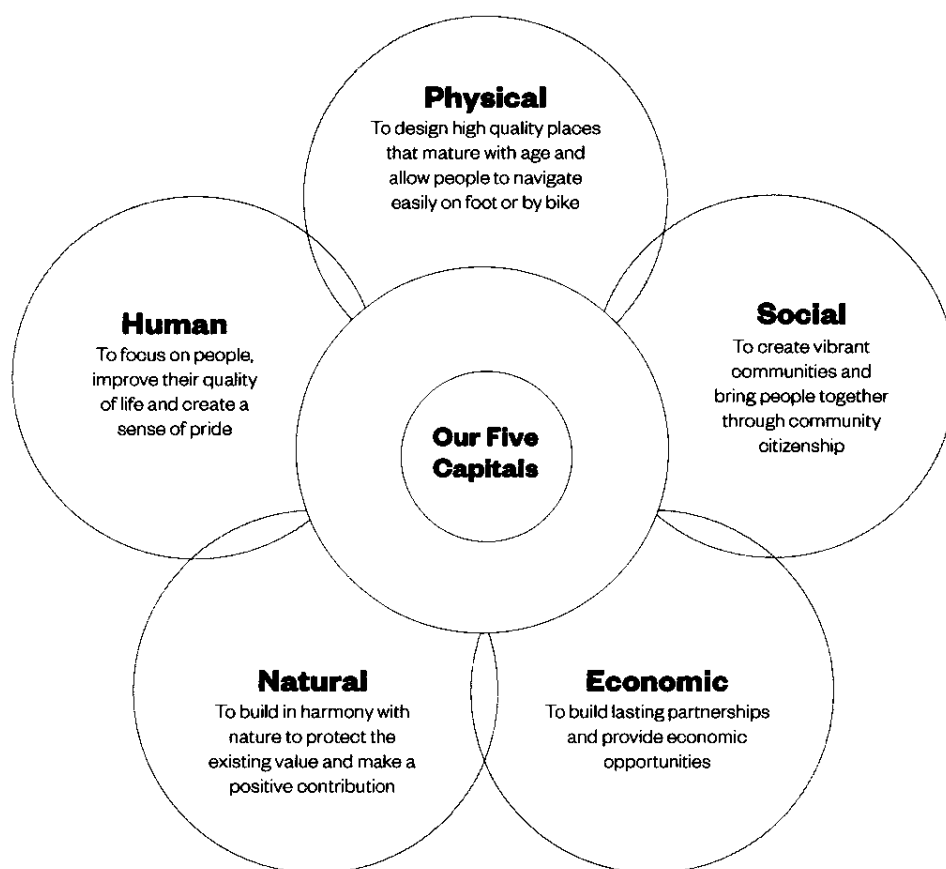 Physical
To design high quality places
that mature with age and
allow people to navigate
easily on foot or by bike
Human
To focus on people,
improve their quality
of life and create a
sense of pride
Social
To create vibrant
communities and
bring people together
through community
citizenship
Our Five
Capitals
Natural
To build in harmony with
nature to protect the
existing value and make a
positive contribution
Economic
To build lasting partnerships
and provide economic
opportunities